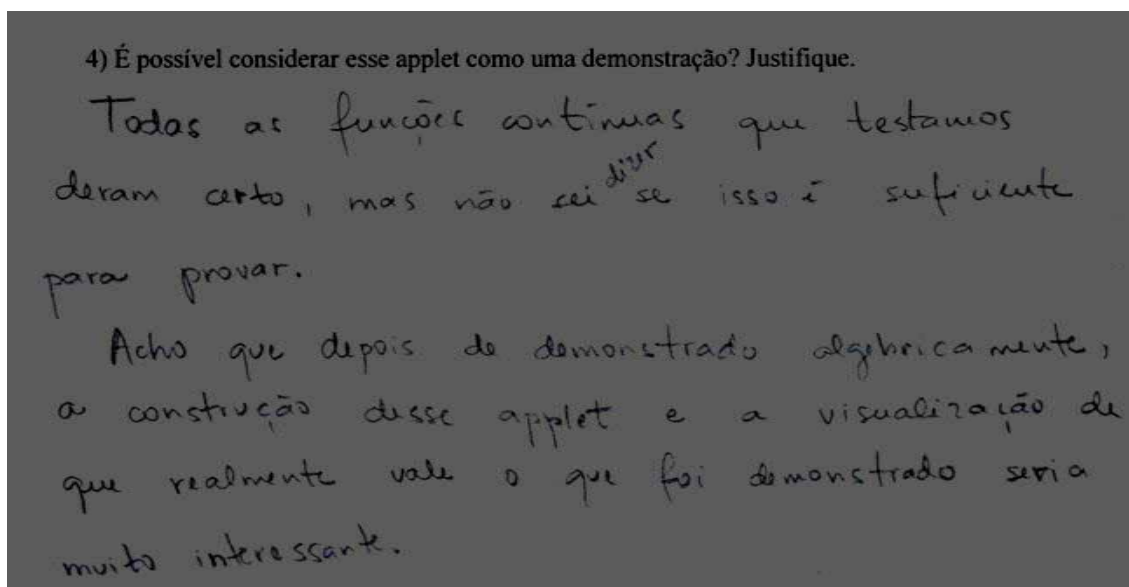 4) É possível considerar esse applet como uma demonstração? Justifique.
Todas as funções contínuas que testamos
deram certo, mas não sei dizer se isso é suficiente
para provar.
Acho que depois de demonstrado algebricamente,
a construção desse applet e a visualização de
que realmente vale o que foi demonstrado seria
muito interessante.